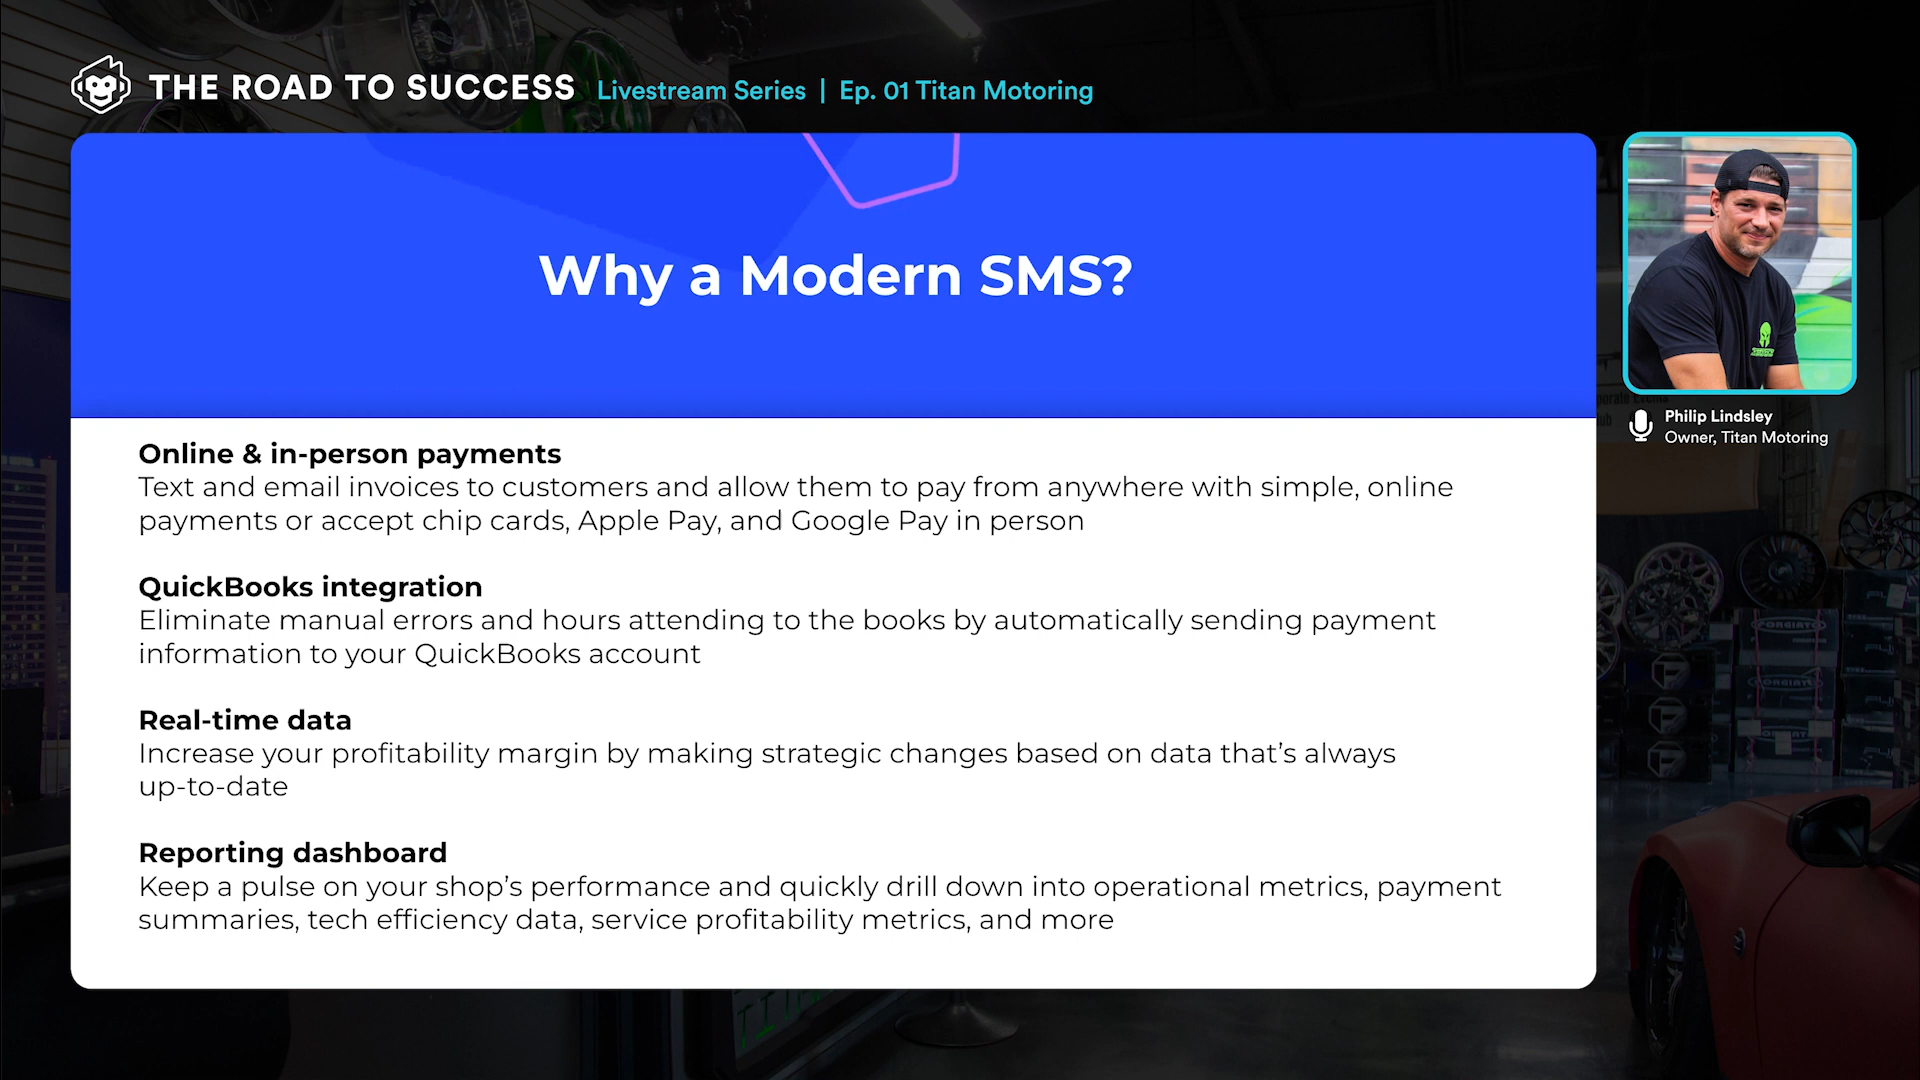 THE ROAD TO SUCCESS Livestream Series | Ep. 01 Titan Motoring
Why a Modern SMS?
Online & in-person payments
Text and email invoices to customers and allow them to pay from anywhere with simple, online
payments or accept chip cards, Apple Pay, and Google Pay in person
QuickBooks integration
Eliminate manual errors and hours attending to the books by automatically sending payment
information to your QuickBooks account
Real-time data
Increase your profitability margin by making strategic changes based on data that’s always
up-to-date
Reporting dashboard
Keep a pulse on your shop’s performance and quickly drill down into operational metrics, payment
summaries, tech efficiency data, service profitability metrics, and more
Philip Lindsley
Owner, Titan Motoring
FORGIATO
FORGIATO